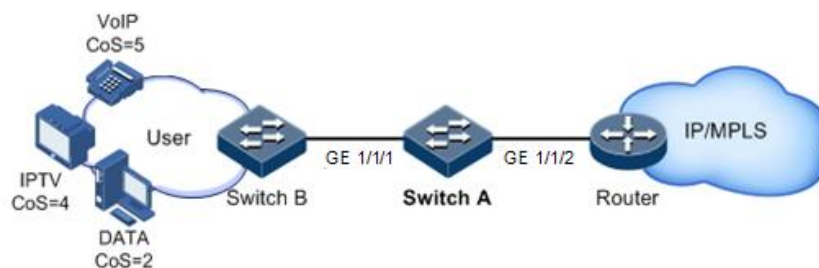 VoIP
CoS=5
User
IPTV
CoS=4
DATA
CoS=2
Switch B
GE 1/1/1
Switch A
GE 1/1/2
Router
IP/MPLS